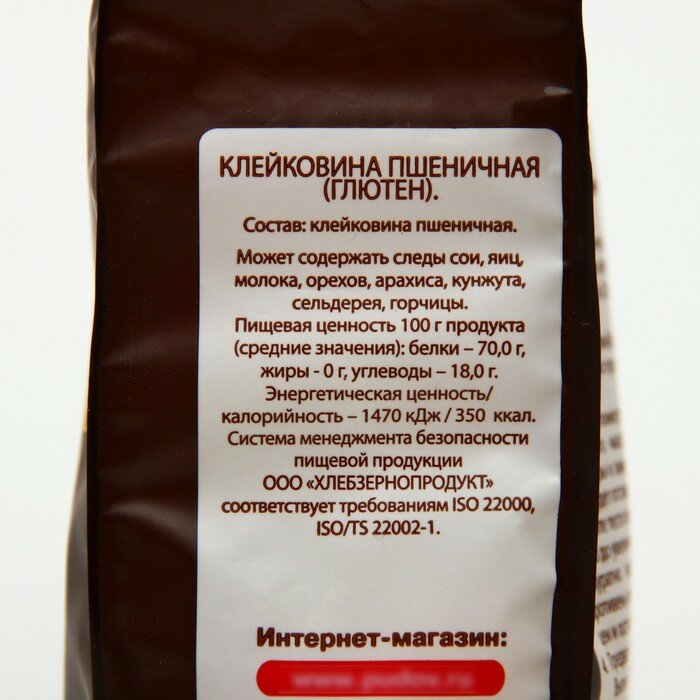 КЛЕЙКОВИНА ПШЕНИЧНАЯ
(ГЛЮТЕН).
Состав: клейковина пшеничная.
Может содержать следы сои, яиц,
молока, орехов, арахиса, кунжута,
сельдерея, горчицы.
Пищевая ценность 100 г продукта
(средние значения): белки – 70,0 г,
жиры - 0 г, углеводы – 18,0 г.
Энергетическая ценность/
калорийность – 1470 кДж / 350 ккал.
Система менеджмента безопасности
пищевой продукции
ООО «ХЛЕБЗЕРНОПРОДУКТ»
соответствует требованиям ISO 22000,
ISO/TS 22002-1.
Интернет-магазин: